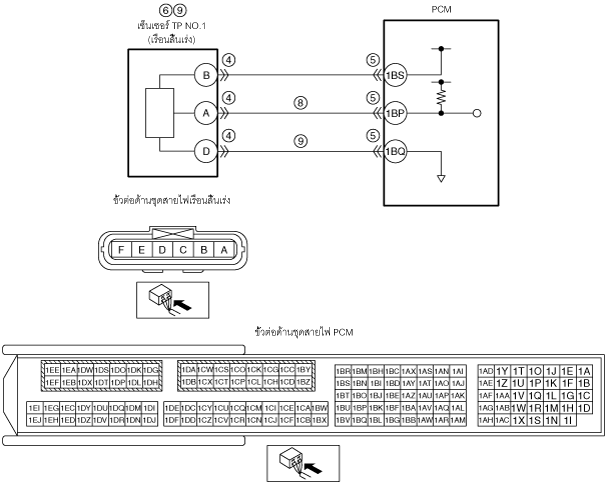 ⑥⑨
เซ็นเซอร์ TP NO.1
(เรือนลิ้นเร่ง)
PCM
B
④
⑤
1BS
A
④
⑧
⑤
1BP
D
④
⑨
⑤
1BQ
ขั้วต่อด้านชุดสายไฟเรือนลิ้นเร่ง
F E D C B A
ขั้วต่อด้านชุดสายไฟ PCM
1EE 1EA 1DW 1DS 1DO 1DK 1DG
1EF 1EB 1DX 1DT 1DP 1DL 1DH
1DA 1CW 1CS 1CO 1CK 1CG 1CC 1BY
1DB 1CX 1CT 1CP 1CL 1CH 1CD 1BZ
1EI 1EG 1EC 1DY 1DU 1DQ 1DM 1DI
1EJ 1EH 1ED 1DZ 1DV 1DR 1DN 1DJ
1DE 1DC 1CY 1CU 1CQ 1CM 1CI 1CE 1CA 1BW
1DF 1DD 1CZ 1CV 1CR 1CN 1CJ 1CF 1CB 1BX
1BR 1BM 1BH 1BC 1AX 1AS 1AN 1AI
1BS 1BN 1BI 1BD 1AY 1AT 1AO 1AJ
1BT 1BO 1BJ 1BE 1AZ 1AU 1AP 1AK
1BU 1BP 1BK 1BF 1BA 1AV 1AQ 1AL
1BV 1BQ 1BL 1BG 1BB 1AW 1AR 1AM
1AD 1Y 1T 1O 1J 1E 1A
1AE 1Z 1U 1P 1K 1F 1B
1AF 1AA 1V 1Q 1L 1G 1C
1AG 1AB 1W 1R 1M 1H 1D
1AH 1AC 1X 1S 1N 1I